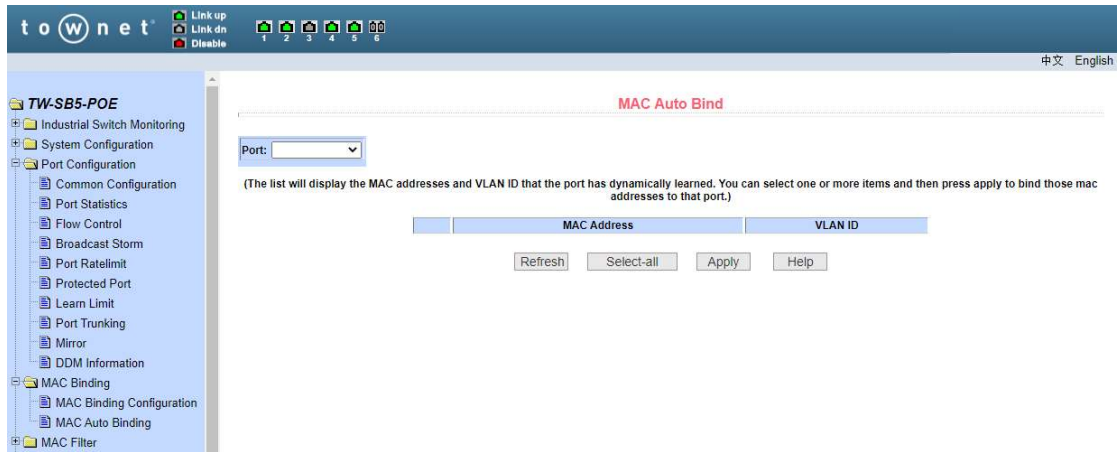 townet
Link up
Link dn
Disable
1 2 3 4 5 6
中文 English
TW-SB5-POE
Industrial Switch Monitoring
System Configuration
Port Configuration
Common Configuration
Port Statistics
Flow Control
Broadcast Storm
Port Ratelimit
Protected Port
Learn Limit
Port Trunking
Mirror
DDM Information
MAC Binding
MAC Binding Configuration
MAC Auto Binding
MAC Filter
MAC Auto Bind
Port:
(The list will display the MAC addresses and VLAN ID that the port has dynamically learned. You can select one or more items and then press apply to bind those mac
addresses to that port.)
MAC Address VLAN ID
Refresh Select-all Apply Help